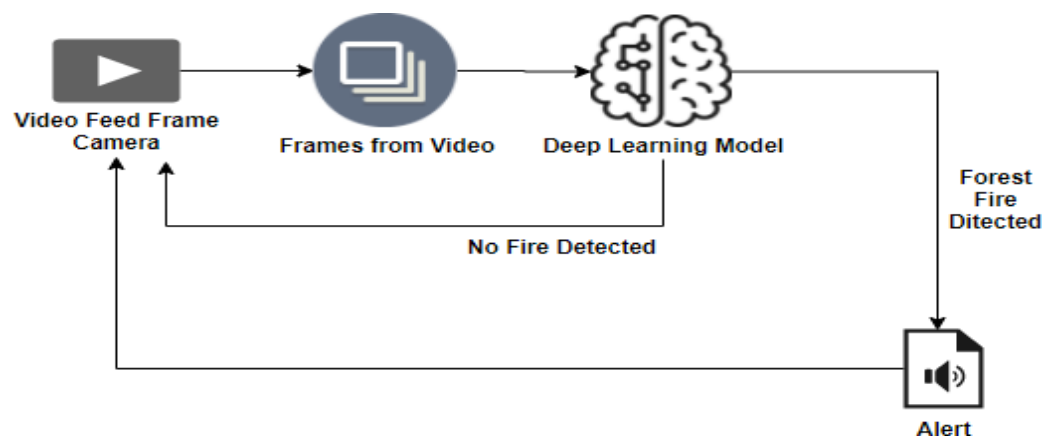 Video Feed Frame
Camera
Frames from Video
Deep Learning Model
Forest
Fire
Ditected
No Fire Detected
Alert